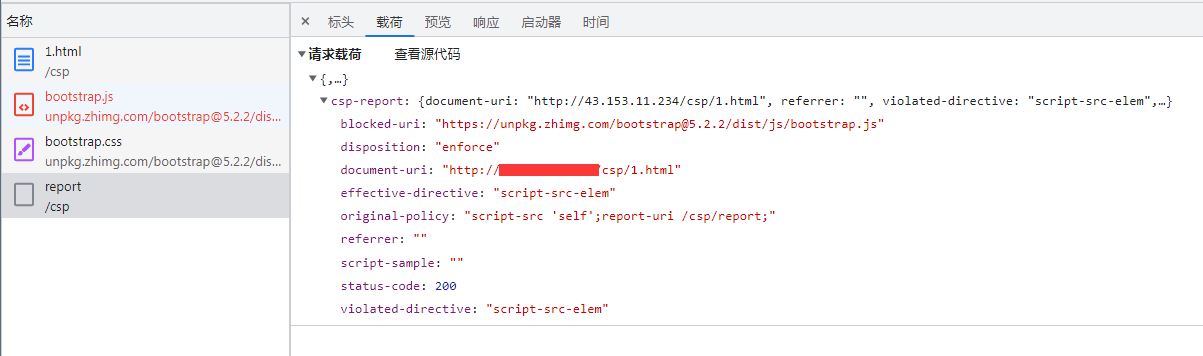 名称
1.html
/csp
bootstrap.js
unpkg.zhimg.com/bootstrap@5.2.2/dis...
bootstrap.css
unpkg.zhimg.com/bootstrap@5.2.2/dis...
report
/csp
× 标头 载荷 预览 响应 启动器 时间
▼请求载荷 查看源代码
▼{,…}
▼csp-report: {document-uri: "http://43.153.11.234/csp/1.html", referrer: "", violated-directive: "script-src-elem",…}
blocked-uri: "https://unpkg.zhimg.com/bootstrap@5.2.2/dist/js/bootstrap.js"
disposition: "enforce"
document-uri: "http:// /csp/1.html"
effective-directive: "script-src-elem"
original-policy: "script-src 'self';report-uri /csp/report;"
referrer: ""
script-sample: ""
status-code: 200
violated-directive: "script-src-elem"